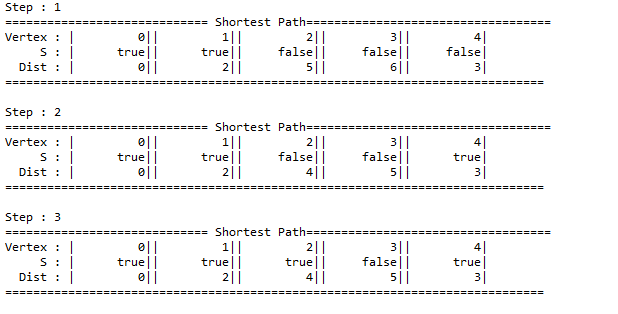 Step : 1
============================= Shortest Path===================================
Vertex : |         0||         1||         2||         3||         4|
     S : |      true||      true||     false||     false||     false|
  Dist : |         0||         2||         5||         6||         3|
=============================================================================
Step : 2
============================= Shortest Path===================================
Vertex : |         0||         1||         2||         3||         4|
     S : |      true||      true||     false||     false||      true|
  Dist : |         0||         2||         4||         5||         3|
=============================================================================
Step : 3
============================= Shortest Path===================================
Vertex : |         0||         1||         2||         3||         4|
     S : |      true||      true||      true||     false||      true|
  Dist : |         0||         2||         4||         5||         3|
=============================================================================